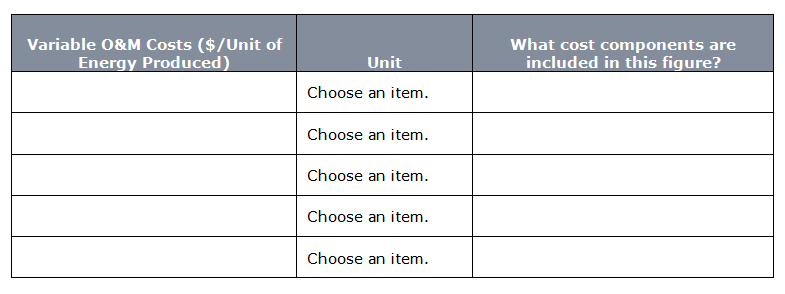 Variable O&M Costs ($/Unit of
Energy Produced)
Unit
What cost components are
included in this figure?
Choose an item.
Choose an item.
Choose an item.
Choose an item.
Choose an item.